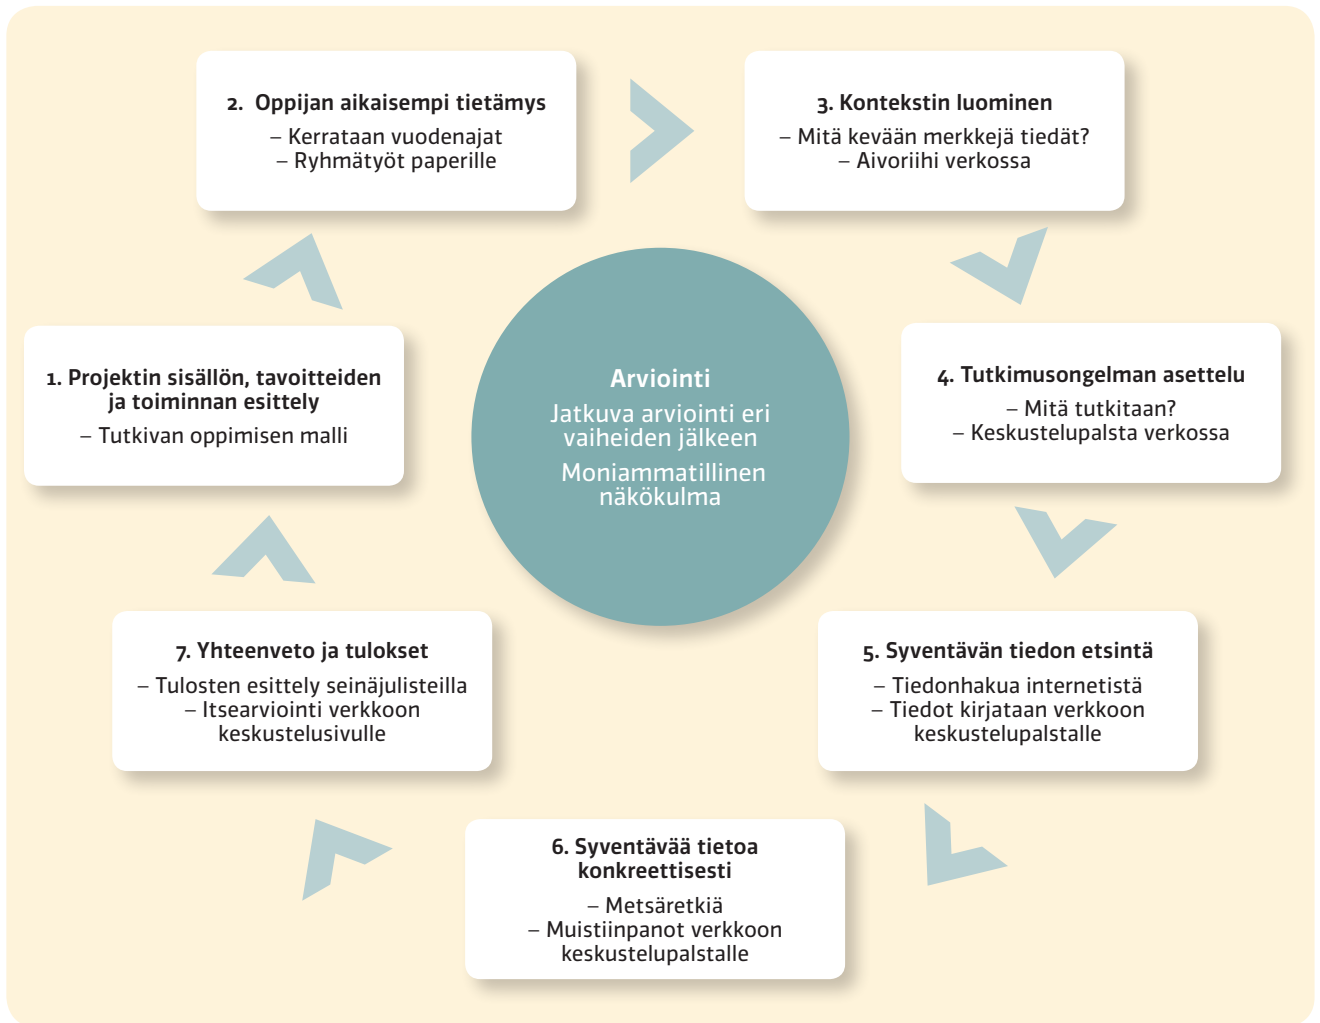 2. Oppijan aikaisempi tietämys
– Kerrataan vuodenajat
– Ryhmätyöt paperille
3. Kontekstin luominen
– Mitä kevään merkkejä tiedät?
– Aivoriihi verkossa
1. Projektin sisällön, tavoitteiden
ja toiminnan esittely
– Tutkivan oppimisen malli
Arviointi
Jatkuva arviointi eri
vaiheiden jälkeen
Moniammatillinen
näkökulma
4. Tutkimusongelman asettelu
– Mitä tutkitaan?
– Keskustelupalsta verkossa
7. Yhteenveto ja tulokset
– Tulosten esittely seinäjulisteilla
– Itsearviointi verkkoon
keskustelusivulle
5. Syventävän tiedon etsintä
– Tiedonhakua internetistä
– Tiedot kirjataan verkkoon
keskustelupalstalle
6. Syventävää tietoa
konkreettisesti
– Metsäretkiä
– Muistiinpanot verkkoon
keskustelupalstalle